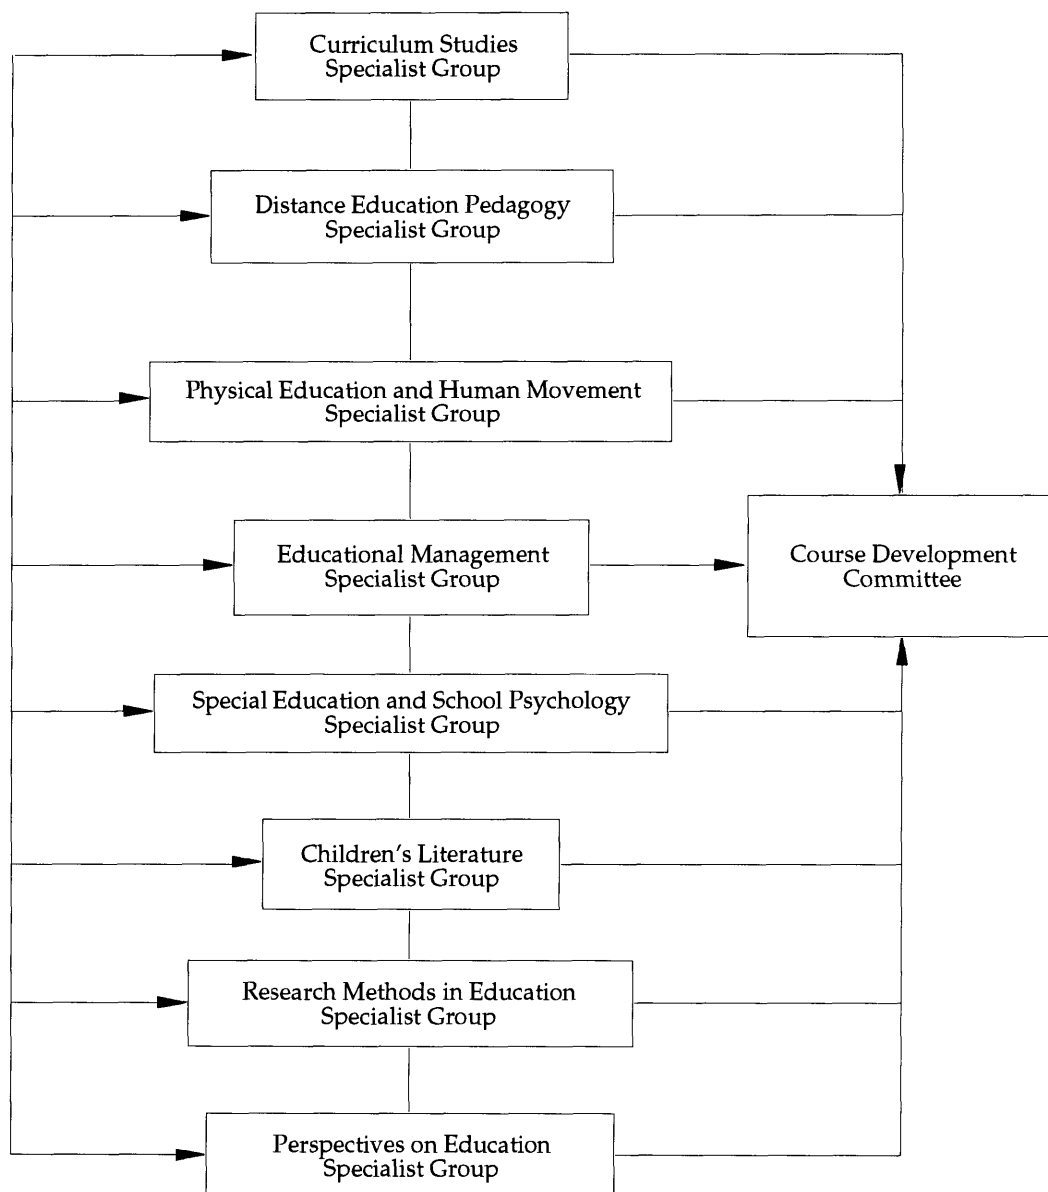 Curriculum Studies
Specialist Group
Distance Education Pedagogy
Specialist Group
Physical Education and Human Movement
Specialist Group
Educational Management
Specialist Group
Course Development
Committee
Special Education and School Psychology
Specialist Group
Children's Literature
Specialist Group
Research Methods in Education
Specialist Group
Perspectives on Education
Specialist Group